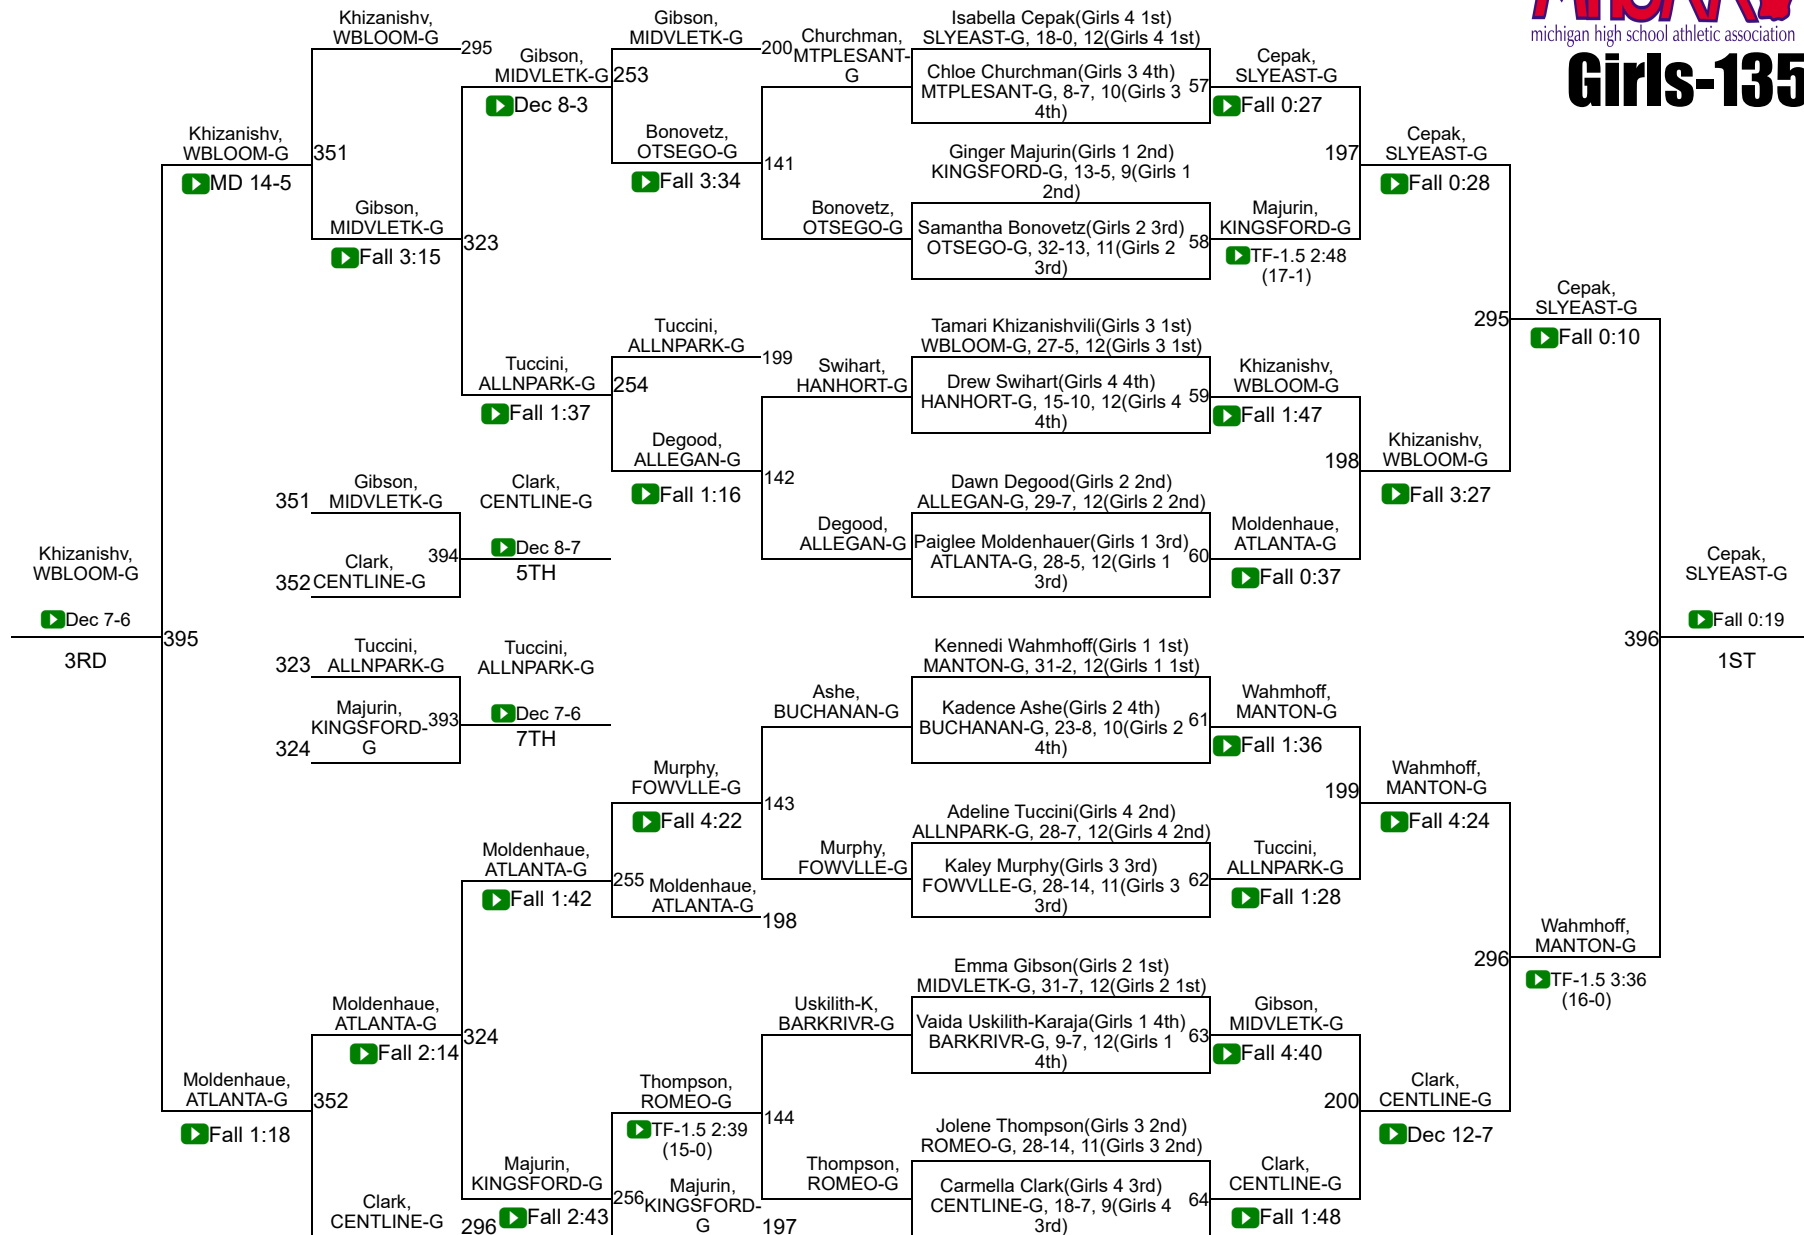 michigan high school athletic association
Girls-135
Khizanishv,
WBLOOM-G
295
Gibson,
MIDVLETK-G
200
Churchman,
MTPLESANT-
G
Isabella Cepak(Girls 4 1st)
SLYEAST-G, 18-0, 12(Girls 4 1st)
Chloe Churchman(Girls 3 4th)
MTPLESANT-G, 8-7, 10(Girls 3
4th)
57
Cepak,
SLYEAST-G
Fall 0:27
Gibson,
MIDVLETK-G
253
Dec 8-3
Khizanishv,
WBLOOM-G
351
MD 14-5
Bonovetz,
OTSEGO-G
141
Fall 3:34
Ginger Majurin(Girls 1 2nd)
KINGSFORD-G, 13-5, 9(Girls 1
2nd)
197
Cepak,
SLYEAST-G
Fall 0:28
Gibson,
MIDVLETK-G
323
Fall 3:15
Bonovetz,
OTSEGO-G
Samantha Bonovetz(Girls 2 3rd)
OTSEGO-G, 32-13, 11(Girls 2
3rd)
58
Majurin,
KINGSFORD-G
TF-1.5 2:48
(17-1)
Cepak,
SLYEAST-G
295
Fall 0:10
Tuccini,
ALLNPARK-G
199
Tamari Khizanishvili(Girls 3 1st)
WBLOOM-G, 27-5, 12(Girls 3 1st)
Tuccini,
ALLNPARK-G
254
Fall 1:37
Swihart,
HANHORT-G
Drew Swihart(Girls 4 4th)
HANHORT-G, 15-10, 12(Girls 4
4th)
59
Khizanishv,
WBLOOM-G
Fall 1:47
Degood,
ALLEGAN-G
142
Fall 1:16
198
Khizanishv,
WBLOOM-G
Fall 3:27
351
Gibson,
MIDVLETK-G
Clark,
CENTLINE-G
Dawn Degood(Girls 2 2nd)
ALLEGAN-G, 29-7, 12(Girls 2 2nd)
Degood,
ALLEGAN-G
Paiglee Moldenhauer(Girls 1 3rd)
ATLANTA-G, 28-5, 12(Girls 1
3rd)
60
Moldenhaue,
ATLANTA-G
Fall 0:37
Khizanishv,
WBLOOM-G
Dec 7-6
395
3RD
Clark,
352
CENTLINE-G
394
Dec 8-7
5TH
Cepak,
SLYEAST-G
Fall 0:19
396
1ST
323
Tuccini,
ALLNPARK-G
Tuccini,
ALLNPARK-G
Kennedi Wahmhoff(Girls 1 1st)
MANTON-G, 31-2, 12(Girls 1 1st)
Majurin,
KINGSFORD-
G
393
324
Dec 7-6
7TH
Ashe,
BUCHANAN-G
Kadence Ashe(Girls 2 4th)
BUCHANAN-G, 23-8, 10(Girls 2
4th)
61
Wahmhoff,
MANTON-G
Fall 1:36
Murphy,
FOWVLLE-G
143
Fall 4:22
199
Wahmhoff,
MANTON-G
Fall 4:24
Adeline Tuccini(Girls 4 2nd)
ALLNPARK-G, 28-7, 12(Girls 4 2nd)
Moldenhaue,
ATLANTA-G
255
Fall 1:42
Murphy,
FOWVLLE-G
Kaley Murphy(Girls 3 3rd)
FOWVLLE-G, 28-14, 11(Girls 3
3rd)
62
Tuccini,
ALLNPARK-G
Fall 1:28
Moldenhaue,
ATLANTA-G
198
Wahmhoff,
MANTON-G
296
TF-1.5 3:36
(16-0)
Emma Gibson(Girls 2 1st)
MIDVLETK-G, 31-7, 12(Girls 2 1st)
Moldenhaue,
ATLANTA-G
324
Fall 2:14
Uskilith-K,
BARKRIVR-G
Vaida Uskilith-Karaja(Girls 1 4th)
BARKRIVR-G, 9-7, 12(Girls 1
4th)
63
Gibson,
MIDVLETK-G
Fall 4:40
Moldenhaue,
ATLANTA-G
352
Fall 1:18
Thompson,
ROMEO-G
144
TF-1.5 2:39
(15-0)
200
Clark,
CENTLINE-G
Dec 12-7
Jolene Thompson(Girls 3 2nd)
ROMEO-G, 28-14, 11(Girls 3 2nd)
Majurin,
KINGSFORD-G
256
Fall 2:43
Thompson,
ROMEO-G
Carmella Clark(Girls 4 3rd)
CENTLINE-G, 18-7, 9(Girls 4
3rd)
64
Clark,
CENTLINE-G
Fall 1:48
Clark,
CENTLINE-G
296
Majurin,
KINGSFORD-
G
197